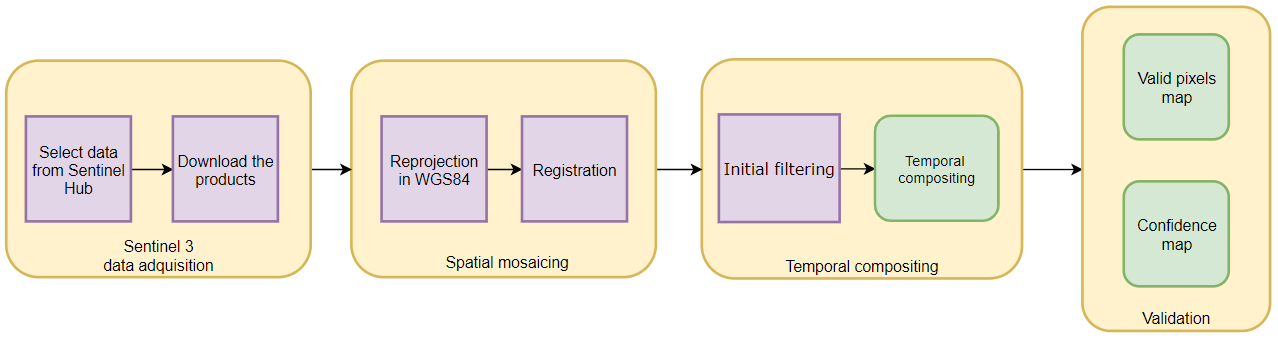 Select data
from Sentinel
Hub
Download the
products
Sentinel 3
data adquisition
Reprojection
in WGS84
Registration
Spatial mosaicing
Initial filtering
Temporal
compositing
Temporal compositing
Valid pixels
map
Confidence
map
Validation